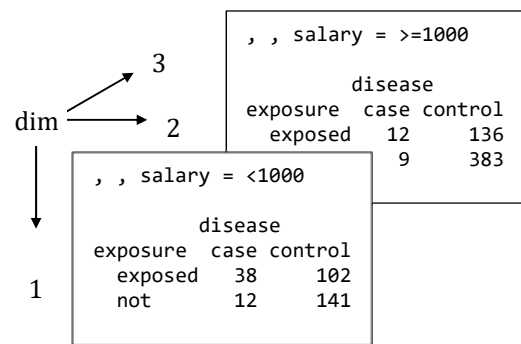 , , salary = >=1000
disease
exposure case control
exposed 12 136
9 383
3
dim
2
1
, , salary = <1000
disease
exposure case control
exposed 38 102
not 12 141